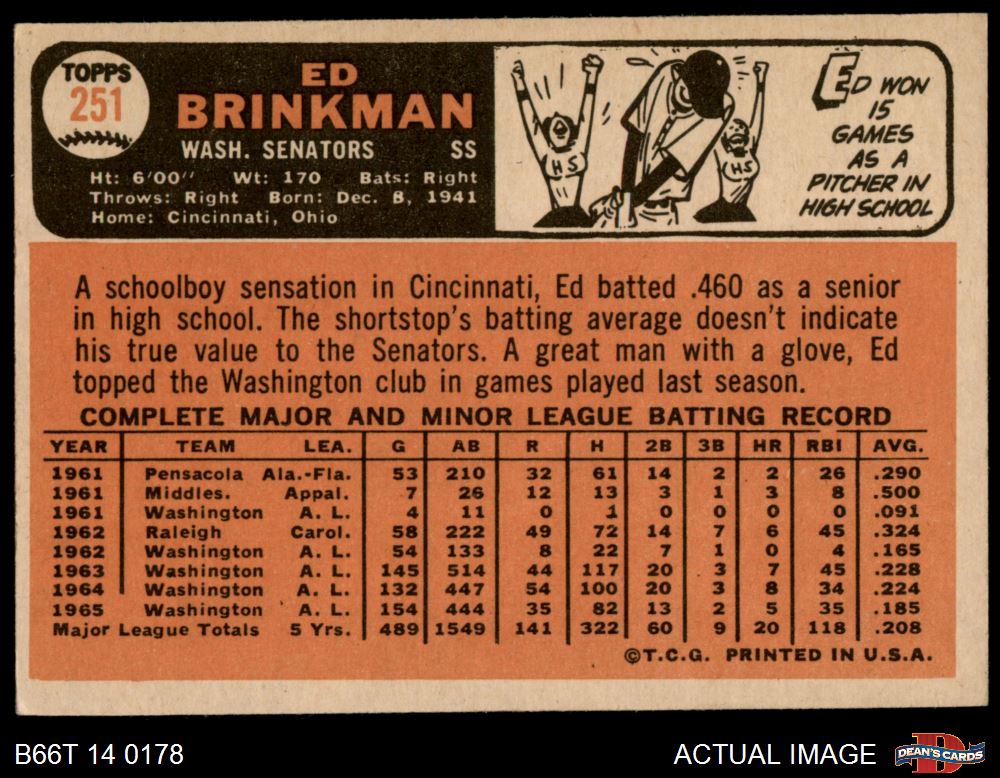 TOPPS
251
ED
BRINKMAN
WASH. SENATORS SS
Ht: 6'00" Wt: 170 Bats: Right
Throws: Right Born: Dec. 8, 1941
Home: Cincinnati, Ohio
HS
HS
ED WON
15
GAMES
AS A
PITCHER IN
HIGH SCHOOL
A schoolboy sensation in Cincinnati, Ed batted .460 as a senior
in high school. The shortstop's batting average doesn't indicate
his true value to the Senators. A great man with a glove, Ed
topped the Washington club in games played last season.
COMPLETE MAJOR AND MINOR LEAGUE BATTING RECORD
YEAR TEAM LEA. G AB R H 2B 3B HR RBI AVG.
1961 Pensacola Ala.-Fla. 53 210 32 61 14 2 2 26 .290
1961 Middles. Appal. 7 26 12 13 3 1 3 8 .500
1961 Washington A. L. 4 11 0 1 0 0 0 0 .091
1962 Raleigh Carol. 58 222 49 72 14 7 6 45 .324
1962 Washington A. L. 54 133 8 22 7 1 0 4 .165
1963 Washington A. L. 145 514 44 117 20 3 7 45 .228
1964 Washington A. L. 132 447 54 100 20 3 8 34 .224
1965 Washington A. L. 154 444 35 82 13 2 5 35 .185
Major League Totals 5 Yrs. 489 1549 141 322 60 9 20 118 .208
©T.C.G. PRINTED IN U.S.A.
B66T 14 0178 ACTUAL IMAGE
DEAN'S CARDS